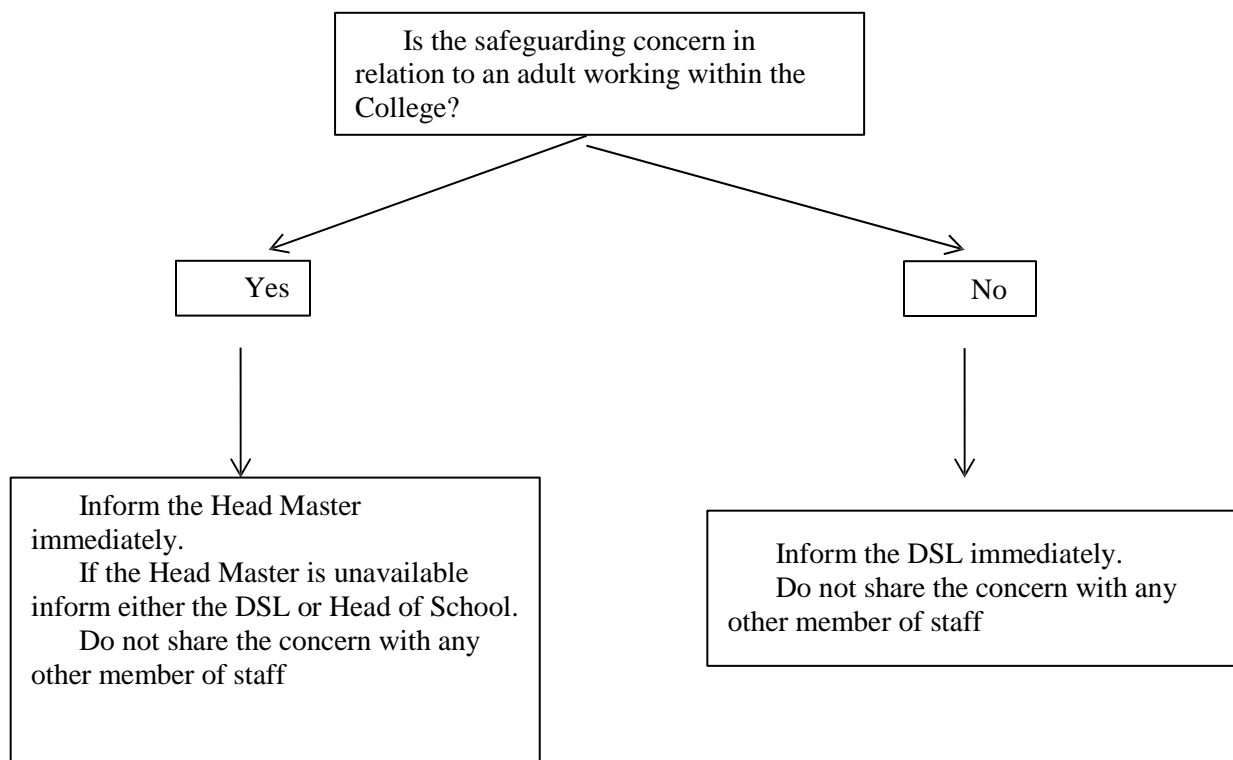 Is the safeguarding concern in
relation to an adult working within the
College?
Yes
No
Inform the Head Master
immediately.
If the Head Master is unavailable
inform either the DSL or Head of School.
Do not share the concern with any
other member of staff
Inform the DSL immediately.
Do not share the concern with any
other member of staff